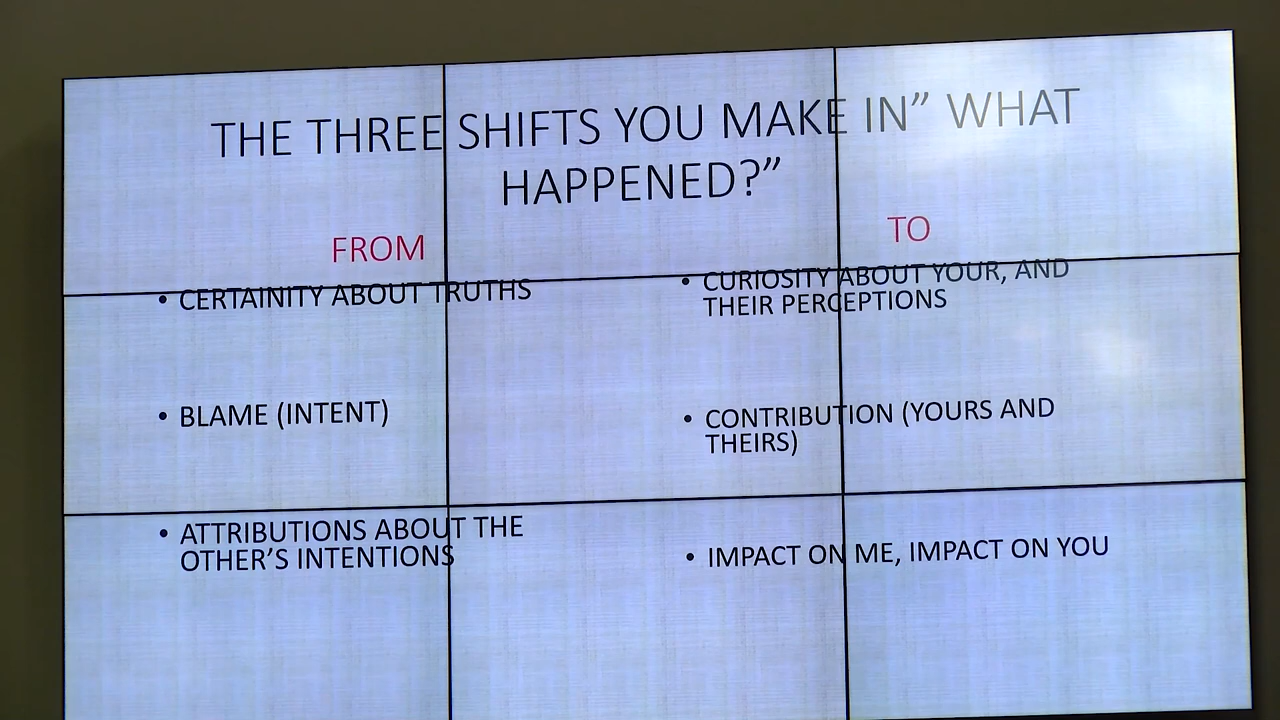 THE THREE SHIFTS YOU MAKE IN” WHAT
HAPPENED?”
FROM
• CERTAINITY ABOUT TRUTHS
• BLAME (INTENT)
• ATTRIBUTIONS ABOUT THE
OTHER’S INTENTIONS
TO
• CURIOSITY ABOUT YOUR, AND
THEIR PERCEPTIONS
• CONTRIBUTION (YOURS AND
THEIRS)
• IMPACT ON ME, IMPACT ON YOU